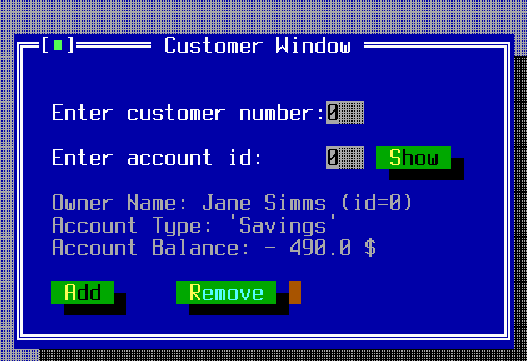 [■] Customer Window
Enter customer number: 0
Enter account id: 0 Show
Owner Name: Jane Simms (id=0)
Account Type: 'Savings'
Account Balance: - 490.0 $
Add Remove